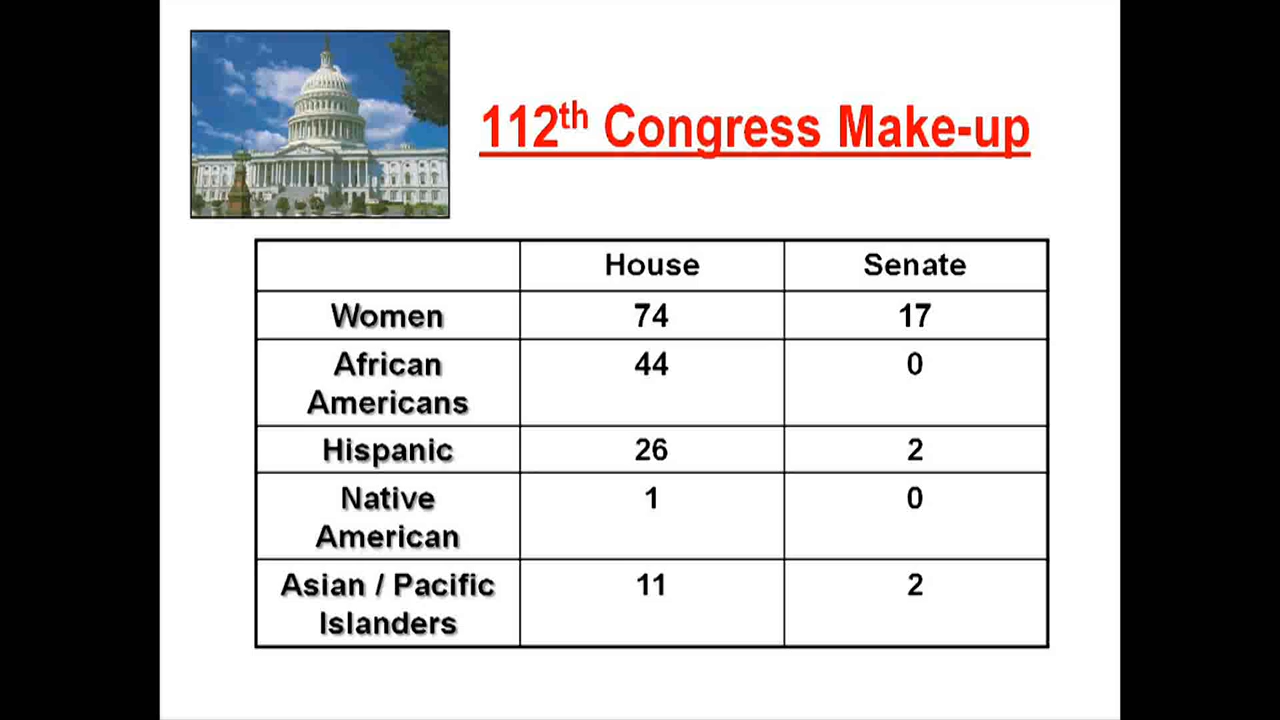 112th Congress Make-up
House Senate
Women 74 17
African 44 0
Americans
Hispanic 26 2
Native 1 0
American
Asian / Pacific 11 2
Islanders